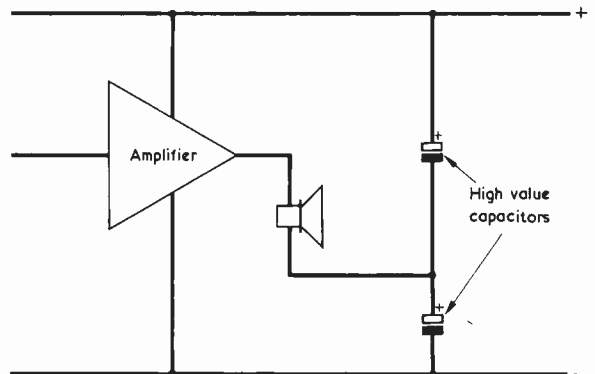 +
+
Amplifier
High value
capacitors
+
-